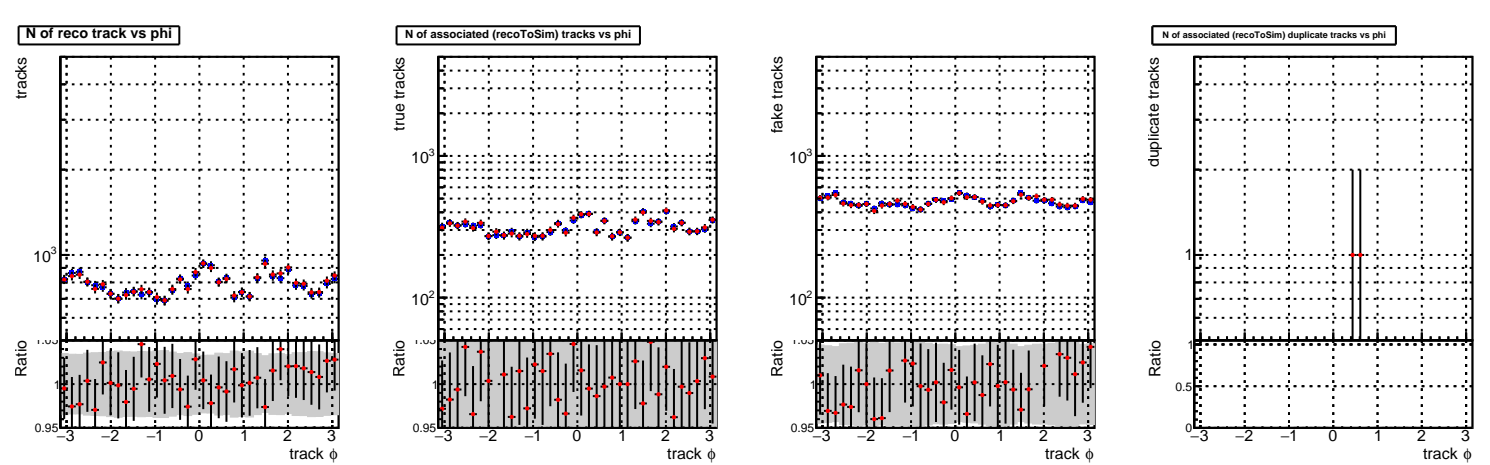 N of reco track vs phi
tracks
10³
Ratio
1.05
1
0.95
−3 −2 −1 0 1 2 3
track ϕ
N of associated (recoToSim) tracks vs phi
true tracks
10³
10²
Ratio
1.05
1
0.95
−3 −2 −1 0 1 2 3
track ϕ
fake tracks
10³
10²
Ratio
1.05
1
0.95
−3 −2 −1 0 1 2 3
track ϕ
N of associated (recoToSim) duplicate tracks vs phi
duplicate tracks
1
Ratio
1
0.5
0
−3 −2 −1 0 1 2 3
track ϕ